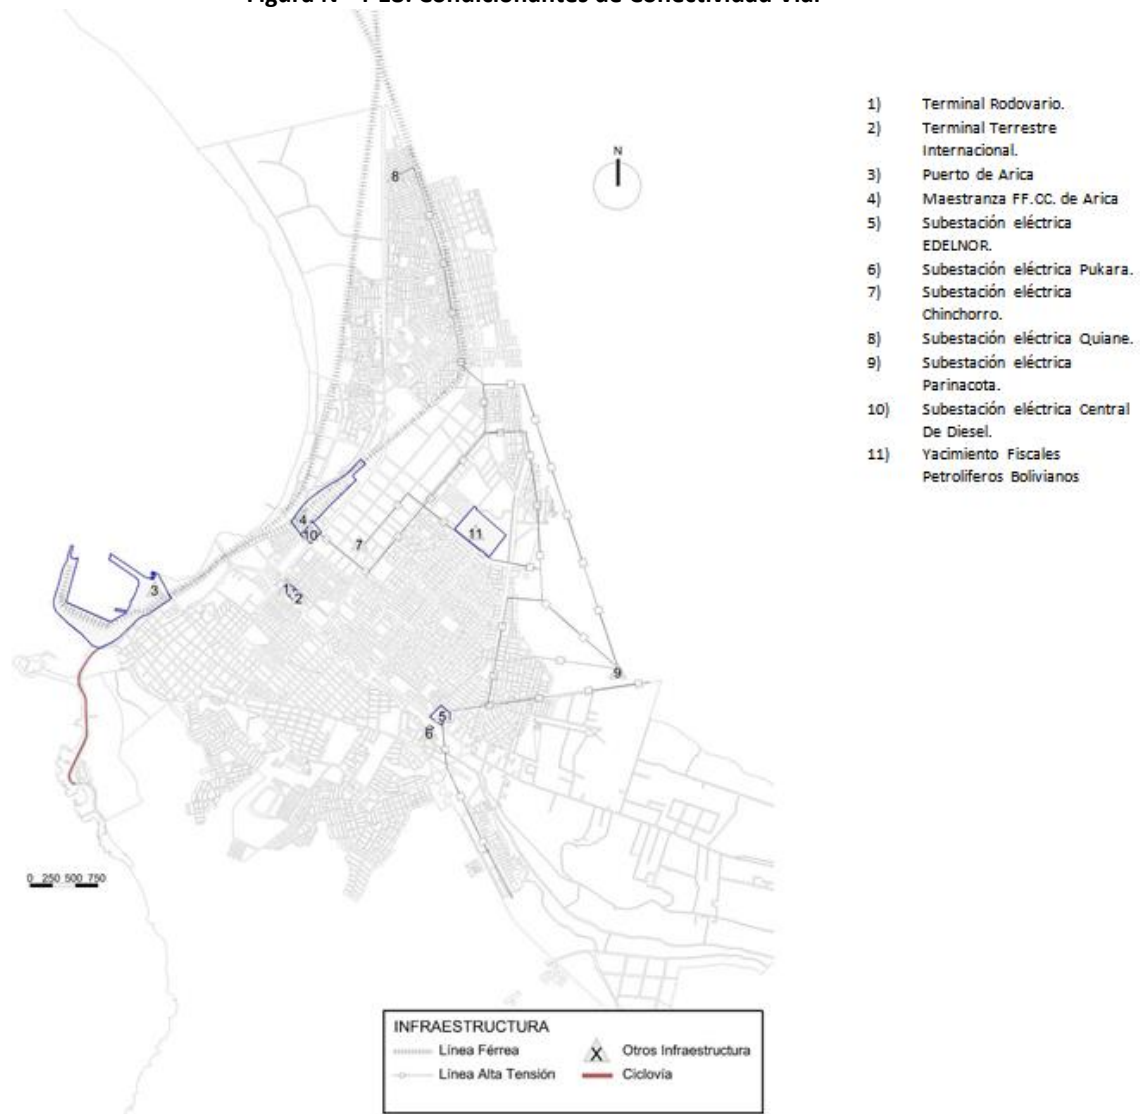 N
1) Terminal Rodovario.
2) Terminal Terrestre
Internacional.
3) Puerto de Arica
4) Maestranza FF.CC. de Arica
5) Subestación eléctrica
EDELNOR.
6) Subestación eléctrica Pukara.
7) Subestación eléctrica
Chinchorro.
8) Subestación eléctrica Quiane.
9) Subestación eléctrica
Parinacota.
10) Subestación eléctrica Central
De Diesel.
11) Yacimiento Fiscales
Petrolíferos Bolivianos
8
4
10
7
11
3
1
2
9
5
6
0 250 500 750
INFRAESTRUCTURA
Línea Férrea
X Otros Infraestructura
Línea Alta Tensión
Ciclovía